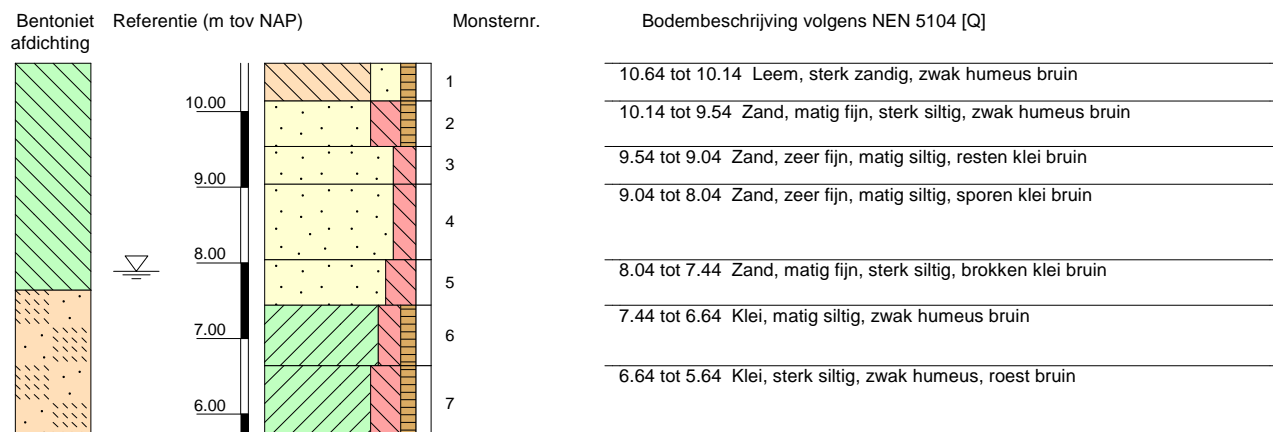 Bentoniet afdichting
Referentie (m tov NAP)
Monsternr.
Bodembeschrijving volgens NEN 5104 [Q]
1
10.64 tot 10.14 Leem, sterk zandig, zwak humeus bruin
10.00
2
10.14 tot 9.54 Zand, matig fijn, sterk siltig, zwak humeus bruin
3
9.54 tot 9.04 Zand, zeer fijn, matig siltig, resten klei bruin
9.00
4
9.04 tot 8.04 Zand, zeer fijn, matig siltig, sporen klei bruin
8.00
5
8.04 tot 7.44 Zand, matig fijn, sterk siltig, brokken klei bruin
7.00
6
7.44 tot 6.64 Klei, matig siltig, zwak humeus bruin
7
6.64 tot 5.64 Klei, sterk siltig, zwak humeus, roest bruin
6.00